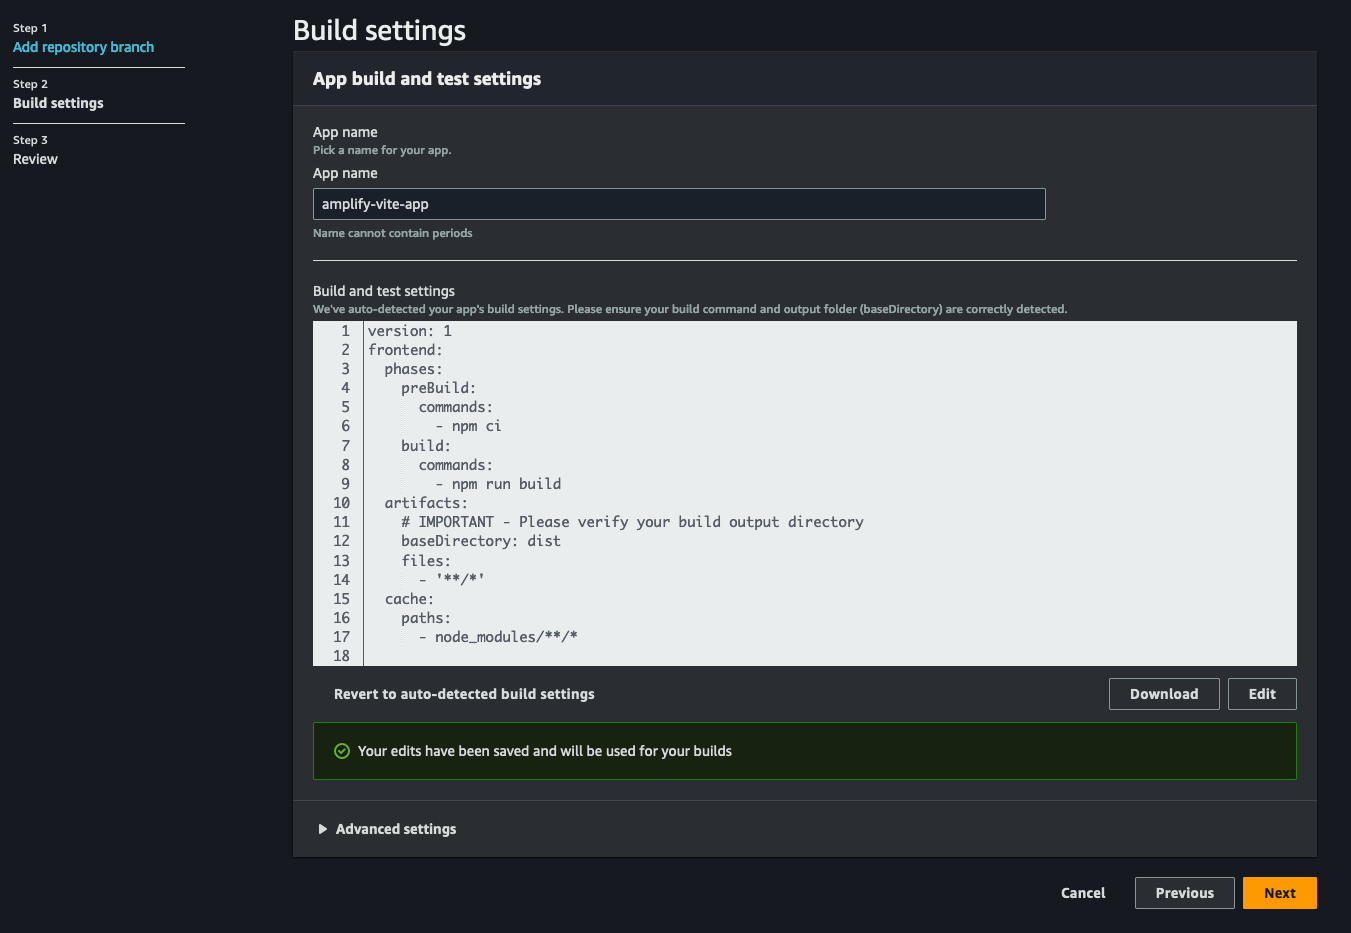 Step 1
Add repository branch
Step 2
Build settings
Step 3
Review
Build settings
App build and test settings
App name
Pick a name for your app.
App name
amplify-vite-app
Name cannot contain periods
Build and test settings
We've auto-detected your app's build settings. Please ensure your build command and output folder (baseDirectory) are correctly detected.
1 version: 1
2 frontend:
3   phases:
4     preBuild:
5       commands:
6         - npm ci
7     build:
8       commands:
9         - npm run build
10   artifacts:
11     # IMPORTANT - Please verify your build output directory
12     baseDirectory: dist
13     files:
14       - '**/*'
15   cache:
16     paths:
17       - node_modules/**/*
18
Revert to auto-detected build settings
Download
Edit
Your edits have been saved and will be used for your builds
Advanced settings
Cancel
Previous
Next